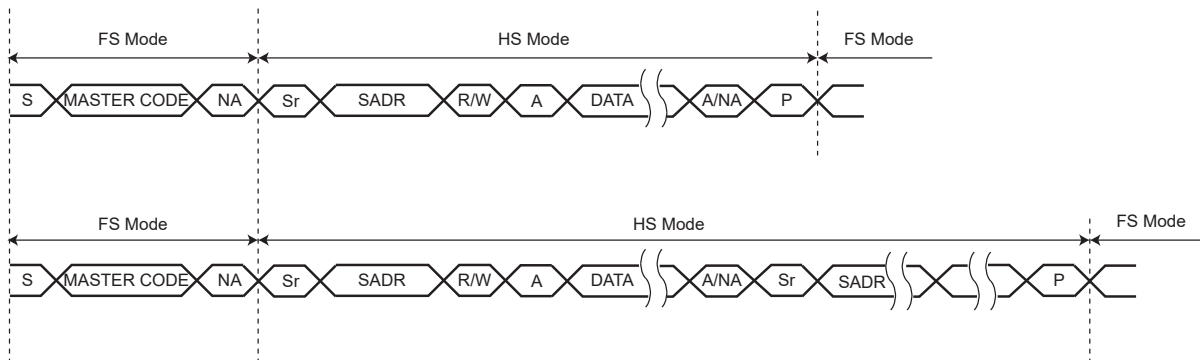 FS Mode HS Mode FS Mode
S MASTER CODE NA Sr SADR R/W A DATA A/NA P
FS Mode HS Mode FS Mode
S MASTER CODE NA Sr SADR R/W A DATA A/NA Sr SADR P